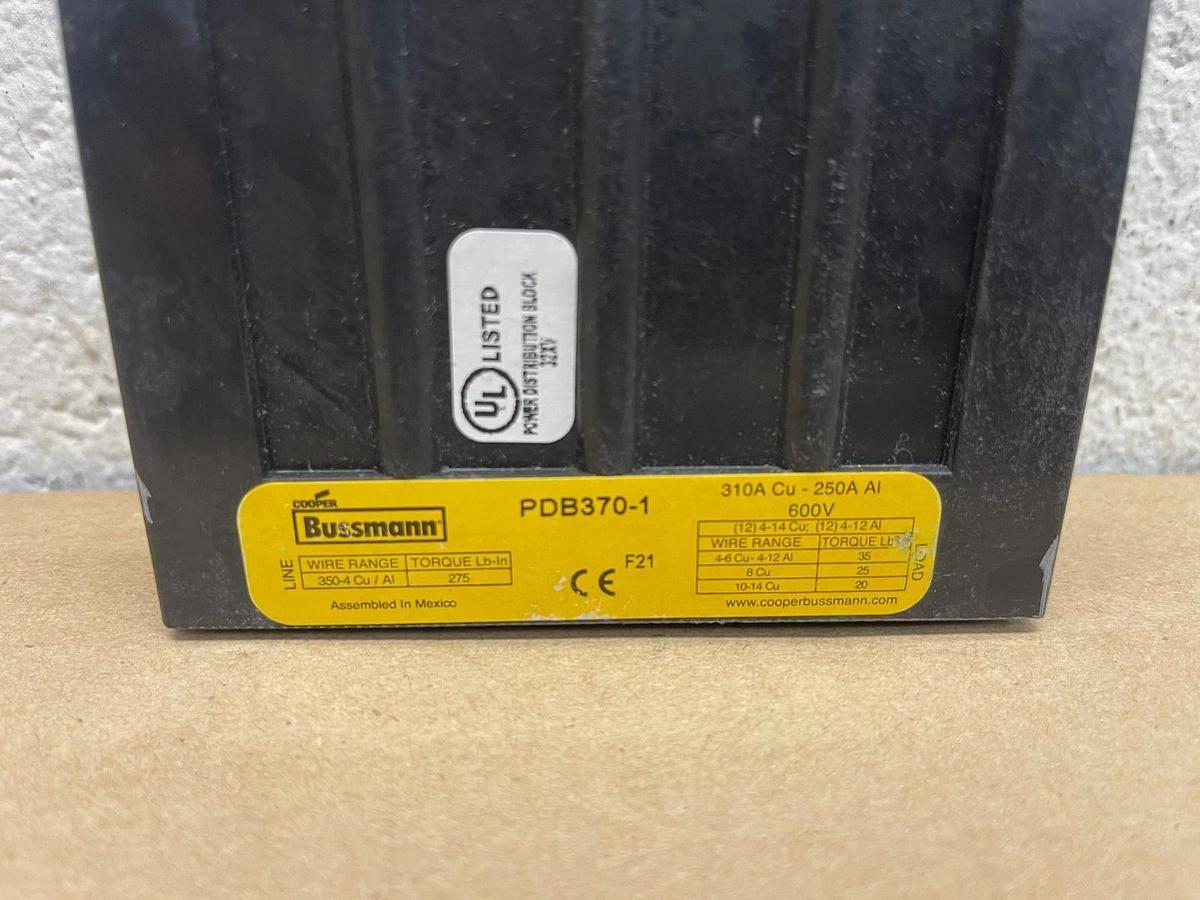 UL LISTED
POWER DISTRIBUTION BLOCK
32XV
COOPER
Bussmann
PDB370-1
310A Cu - 250A Al
600V
LINE
WIRE RANGE TORQUE Lb-In
350-4 Cu / Al 275
Assembled In Mexico
CE
F21
(12) 4-14 Cu; (12) 4-12 Al
WIRE RANGE TORQUE
4-6 Cu - 4-12 Al 35
8 Cu 25
10-14 Cu 20
LOAD
www.cooperbussmann.com